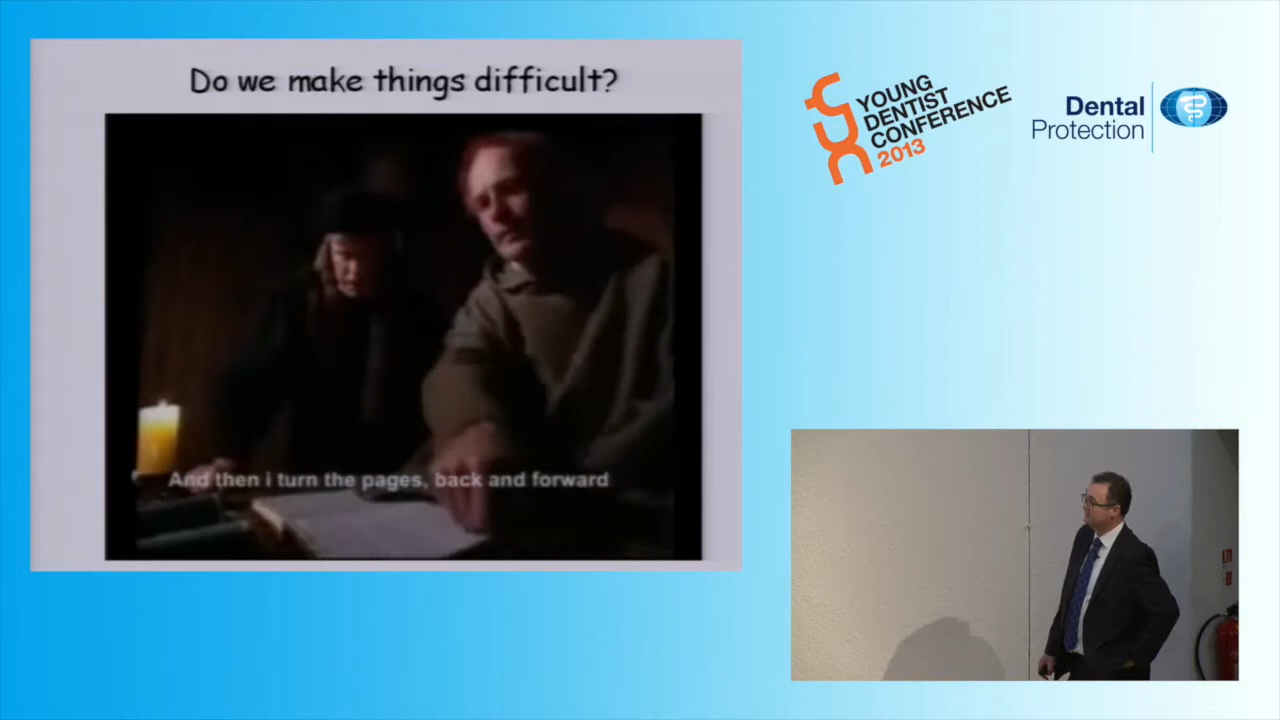 Do we make things difficult?
And then i turn the pages, back and forward
YOUNG
DENTIST
CONFERENCE
2013
Dental
Protection